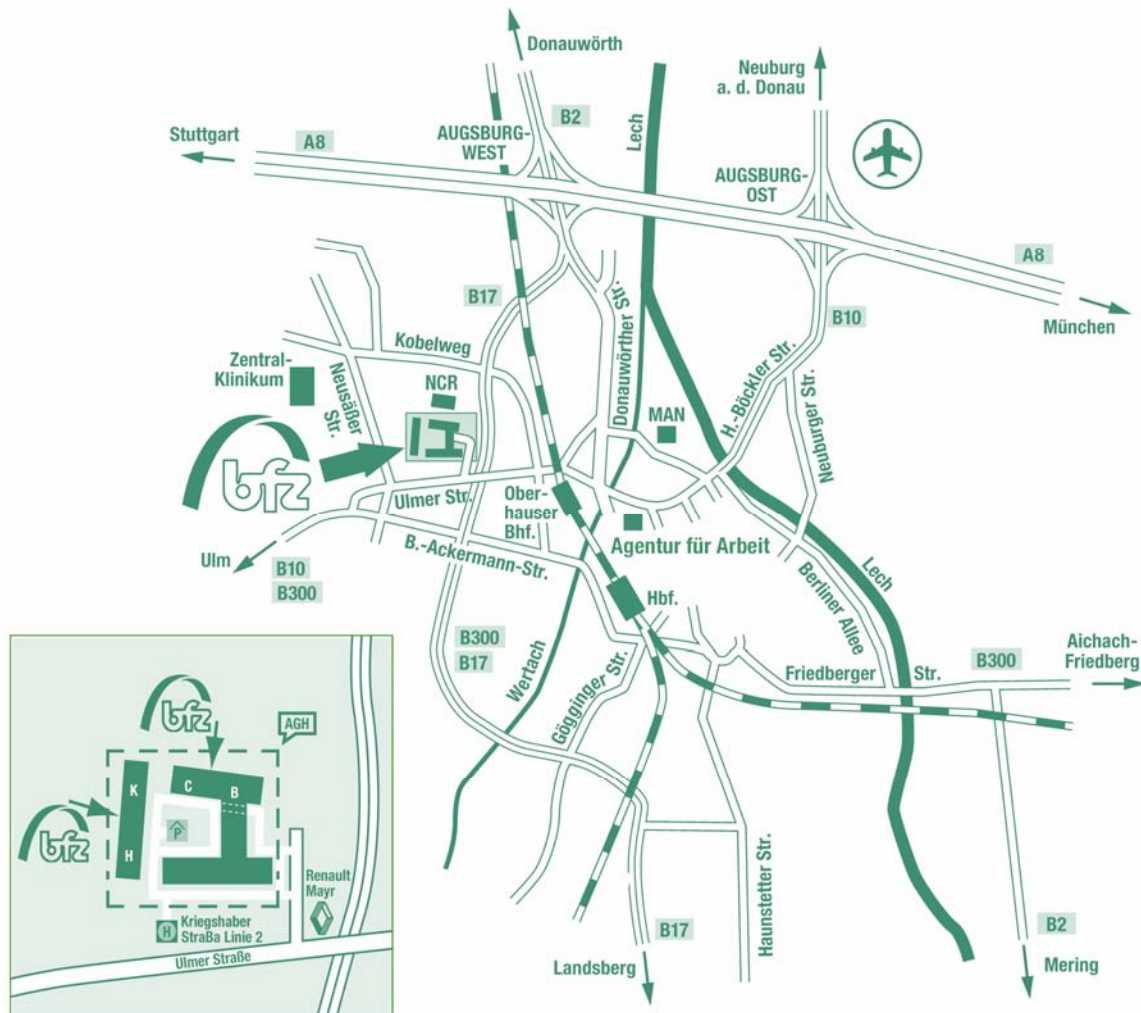 Donauwörth
Neuburg
a. d. Donau
B2
Lech
Stuttgart
A8
AUGSBURG-
WEST
AUGSBURG-
OST
A8
München
B17
B10
Kobelweg
Donauwörther Str.
H.-Böckler Str.
Neuburger Str.
Zentral-
Klinikum
Neusäßer
Str.
NCR
MAN
bfz
Ulmer Str.
Ober-
hauser
Bhf.
Agentur für Arbeit
B.-Ackermann-Str.
Ulm
B10
B300
Hbf.
Berliner Allee
Lech
B300
B17
Wertach
Gögginger Str.
Friedberger
Str.
B300
Aichach-
Friedberg
Haunstetter Str.
B17
Landsberg
B2
Mering
bfz
AGH
K
C
B
bfz
P
H
Renault
Mayr
H
Kriegshaber
StraBa Linie 2
Ulmer Straße